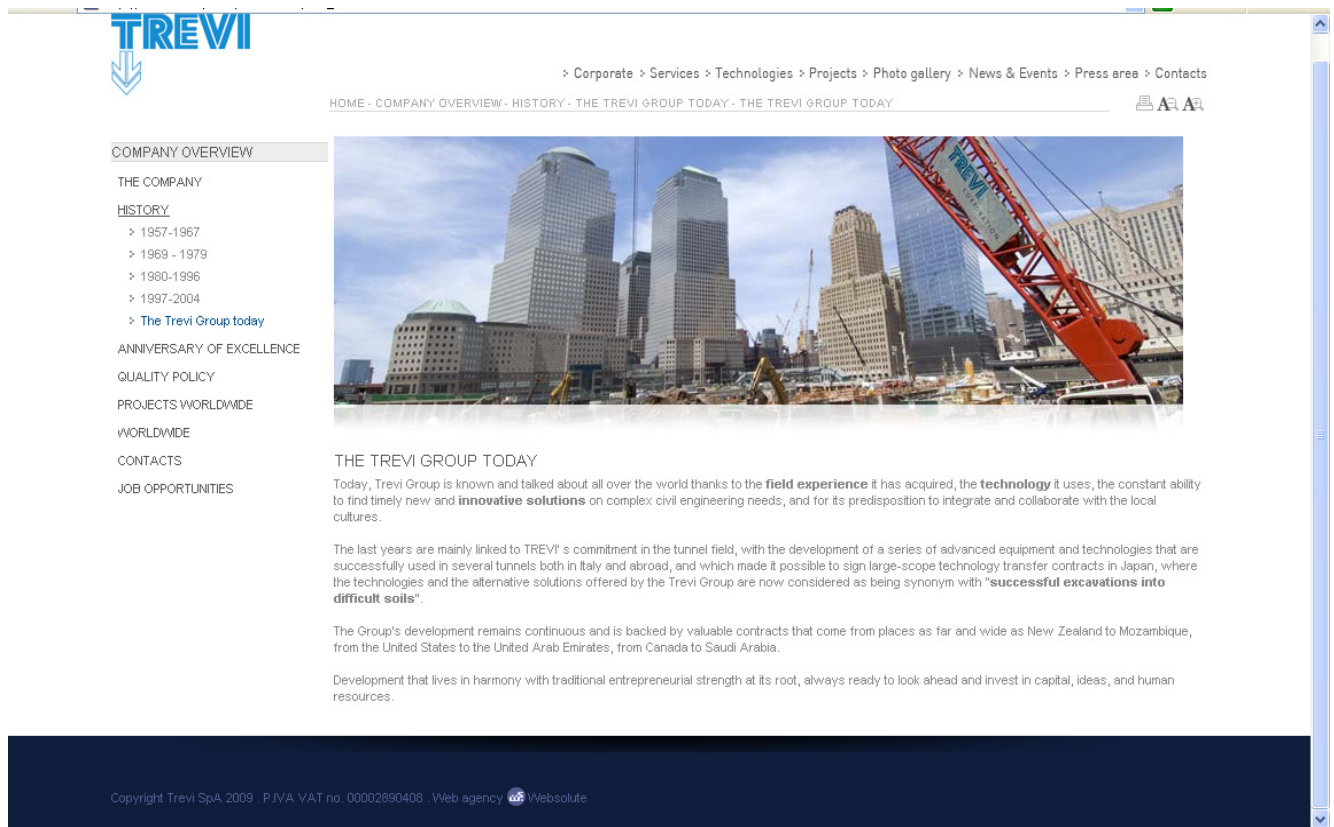 TREVI
> Corporate > Services > Technologies > Projects > Photo gallery > News & Events > Press area > Contacts
HOME - COMPANY OVERVIEW - HISTORY - THE TREVI GROUP TODAY - THE TREVI GROUP TODAY
A A
COMPANY OVERVIEW
THE COMPANY
HISTORY
> 1957-1967
> 1969 - 1979
> 1980-1996
> 1997-2004
> The Trevi Group today
ANNIVERSARY OF EXCELLENCE
QUALITY POLICY
PROJECTS WORLDWIDE
WORLDWIDE
CONTACTS
JOB OPPORTUNITIES
TREVI
CORPORATION
THE TREVI GROUP TODAY
Today, Trevi Group is known and talked about all over the world thanks to the field experience it has acquired, the technology it uses, the constant ability
to find timely new and innovative solutions on complex civil engineering needs, and for its predisposition to integrate and collaborate with the local
cultures.
The last years are mainly linked to TREVI' s commitment in the tunnel field, with the development of a series of advanced equipment and technologies that are
successfully used in several tunnels both in Italy and abroad, and which made it possible to sign large-scope technology transfer contracts in Japan, where
the technologies and the alternative solutions offered by the Trevi Group are now considered as being synonym with "successful excavations into
difficult soils".
The Group's development remains continuous and is backed by valuable contracts that come from places as far and wide as New Zealand to Mozambique,
from the United States to the United Arab Emirates, from Canada to Saudi Arabia.
Development that lives in harmony with traditional entrepreneurial strength at its root, always ready to look ahead and invest in capital, ideas, and human
resources.
Copyright Trevi SpA 2009 . P.IVA VAT no. 00002890408 . Web agency Websolute